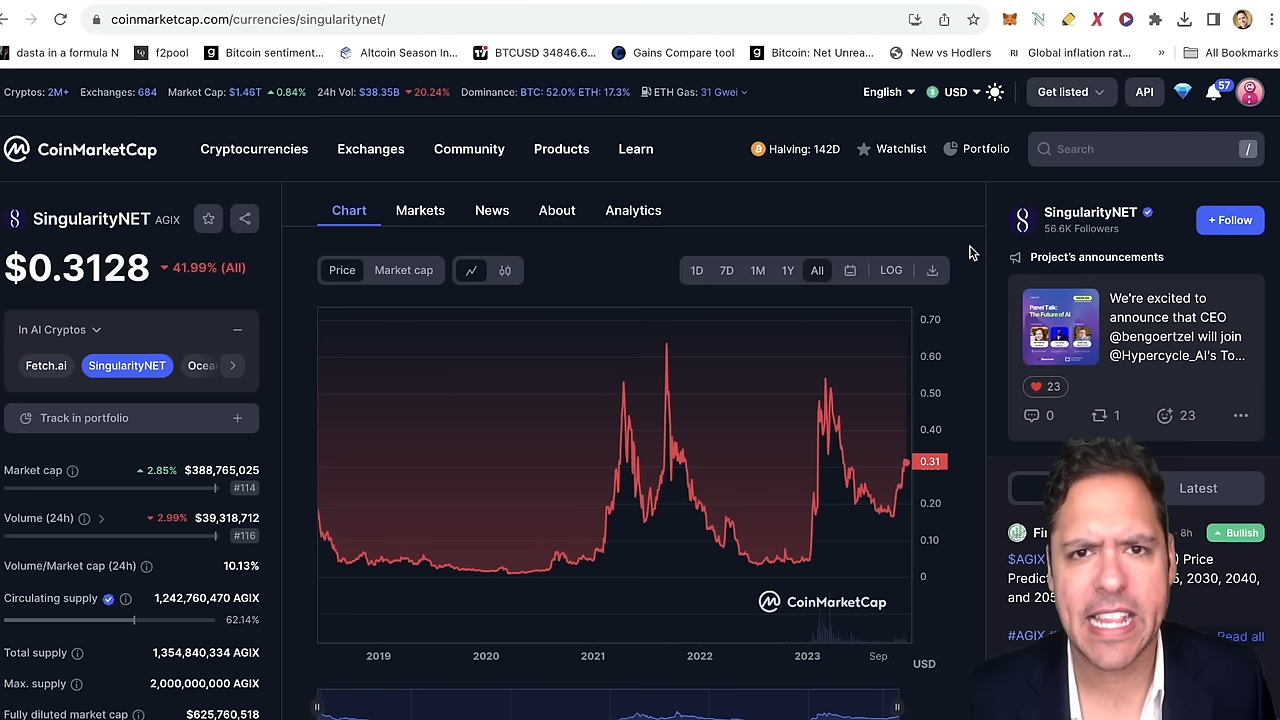 coinmarketcap.com/currencies/singularitynet/
dasta in a formula N
f2pool
Bitcoin sentiment...
Altcoin Season In...
BTCUSD 34846.6...
Gains Compare tool
Bitcoin: Net Unrea...
New vs Hodlers
RI Global inflation rat...
»
All Bookmarks
Cryptos: 2M+ Exchanges: 684 Market Cap: $1.46T 0.84% 24h Vol: $38.35B 20.24% Dominance: BTC: 52.0% ETH: 17.3% ETH Gas: 31 Gwei
English
USD
Get listed
API
57
CoinMarketCap
Cryptocurrencies
Exchanges
Community
Products
Learn
Halving: 142D
Watchlist
Portfolio
Search
/
SingularityNET AGIX
$0.3128 41.99% (All)
In AI Cryptos
Fetch.ai
SingularityNET
Track in portfolio
Market cap 2.85% $388,765,025
#114
Volume (24h) 2.99% $39,318,712
#116
Volume/Market cap (24h) 10.13%
Circulating supply 1,242,760,470 AGIX
62.14%
Total supply 1,354,840,334 AGIX
Max. supply 2,000,000,000 AGIX
Fully diluted market cap $625,760,518
Chart
Markets
News
About
Analytics
Price
Market cap
1D
7D
1M
1Y
All
LOG
0.70
0.60
0.50
0.40
0.31
0.20
0.10
0
CoinMarketCap
2019
2020
2021
2022
2023
Sep
USD
SingularityNET
56.6K Followers
+ Follow
Project's announcements
Panel Talk:
The Future of AI
We're excited to
announce that CEO
@bengoertzel will join
@Hypercycle_AI's To...
23
0
1
23
Latest
8h
Bullish
$AGIX
) Price
Predict
, 2030, 2040,
and 205
#AGIX
Read all